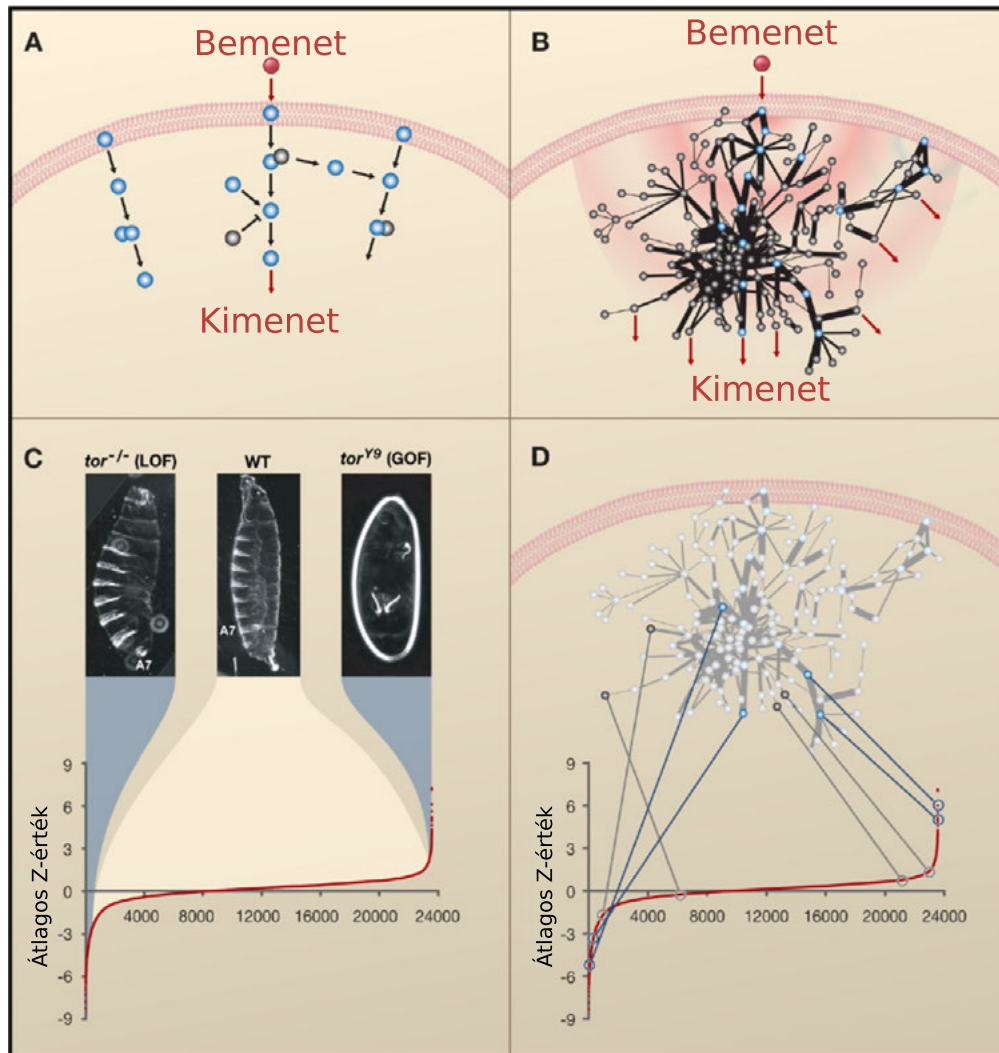 A
Bemenet
Kimenet
B
Bemenet
Kimenet
C
tor-/- (LOF)
WT
torY9 (GOF)
A7
A7
Átlagos Z-érték
9
6
3
0
-3
-6
-9
4000 8000 12000 16000 20000 24000
D
Átlagos Z-érték
9
6
3
0
-3
-6
-9
4000 8000 12000 16000 20000 24000